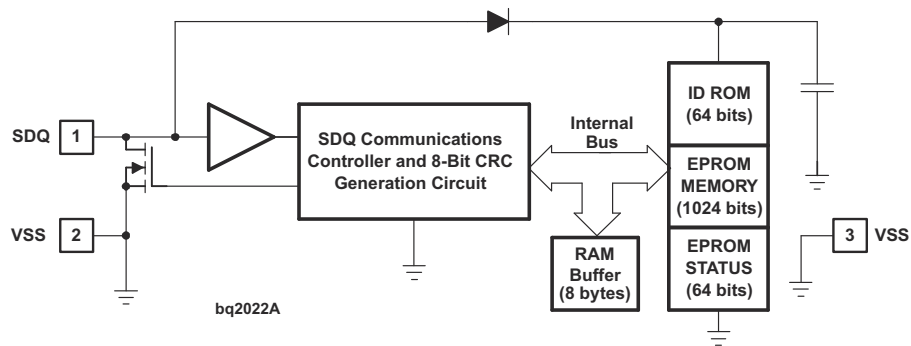 SDQ
1
VSS
2
SDQ Communications
Controller and 8-Bit CRC
Generation Circuit
Internal
Bus
RAM
Buffer
(8 bytes)
ID ROM
(64 bits)
EPROM
MEMORY
(1024 bits)
EPROM
STATUS
(64 bits)
3
VSS
bq2022A